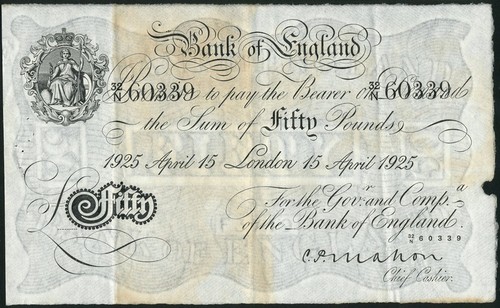 Bank of England
32/N 60339 to pay the Bearer on Demand 32/N 60339
the Sum of Fifty Pounds
1925 April 15 London 15 April 1925
For the Gov.r and Comp.a
of the Bank of England.
32/N 60339
£ Fifty
C.P. Mahon
Chief Cashier.